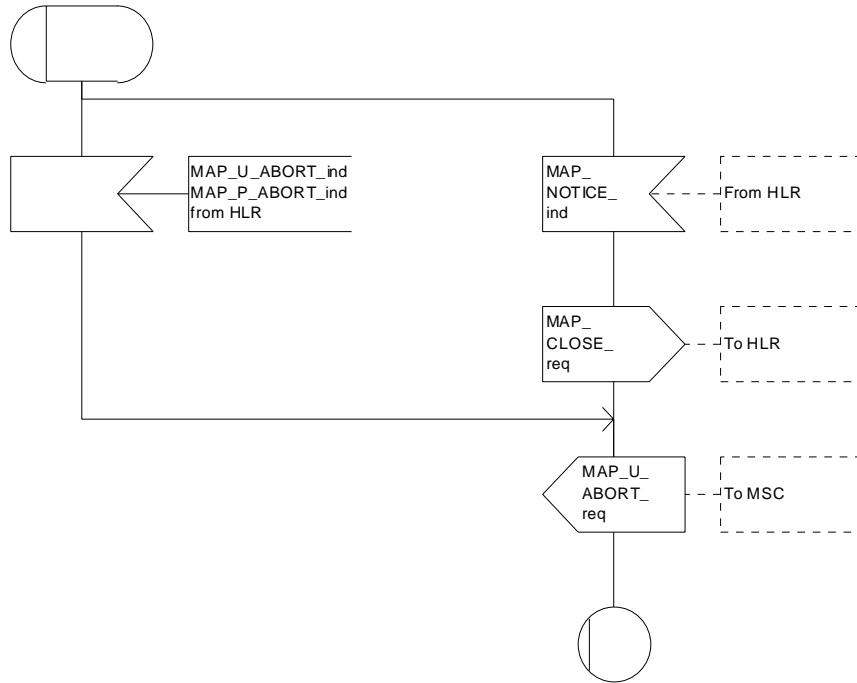 MAP_U_ABORT_ind
MAP_P_ABORT_ind
from HLR
MAP_
NOTICE_
ind
From HLR
MAP_
CLOSE_
req
To HLR
MAP_U_
ABORT_
req
To MSC